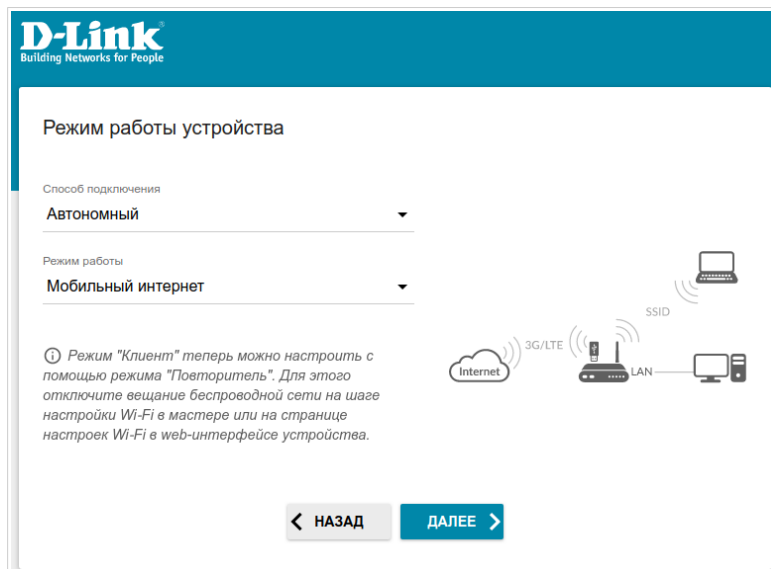 D-Link®
Building Networks for People
Режим работы устройства
Способ подключения
Автономный
Режим работы
Мобильный интернет
Режим "Клиент" теперь можно настроить с
помощью режима "Повторитель". Для этого
отключите вещание беспроводной сети на шаге
настройки Wi-Fi в мастере или на странице
настроек Wi-Fi в web-интерфейсе устройства.
SSID
3G/LTE
Internet
LAN
НАЗАД
ДАЛЕЕ